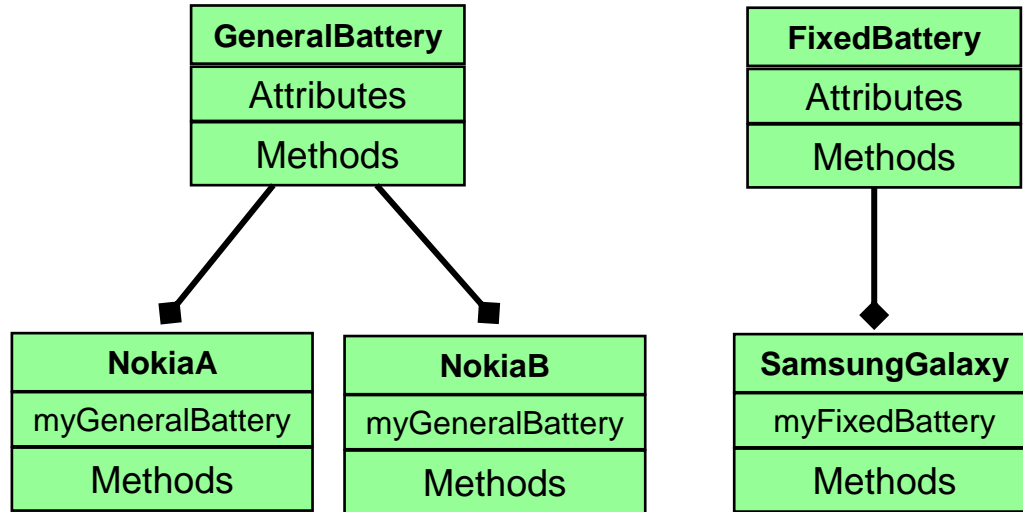 GeneralBattery
Attributes
Methods
FixedBattery
Attributes
Methods
NokiaA
myGeneralBattery
Methods
NokiaB
myGeneralBattery
Methods
SamsungGalaxy
myFixedBattery
Methods